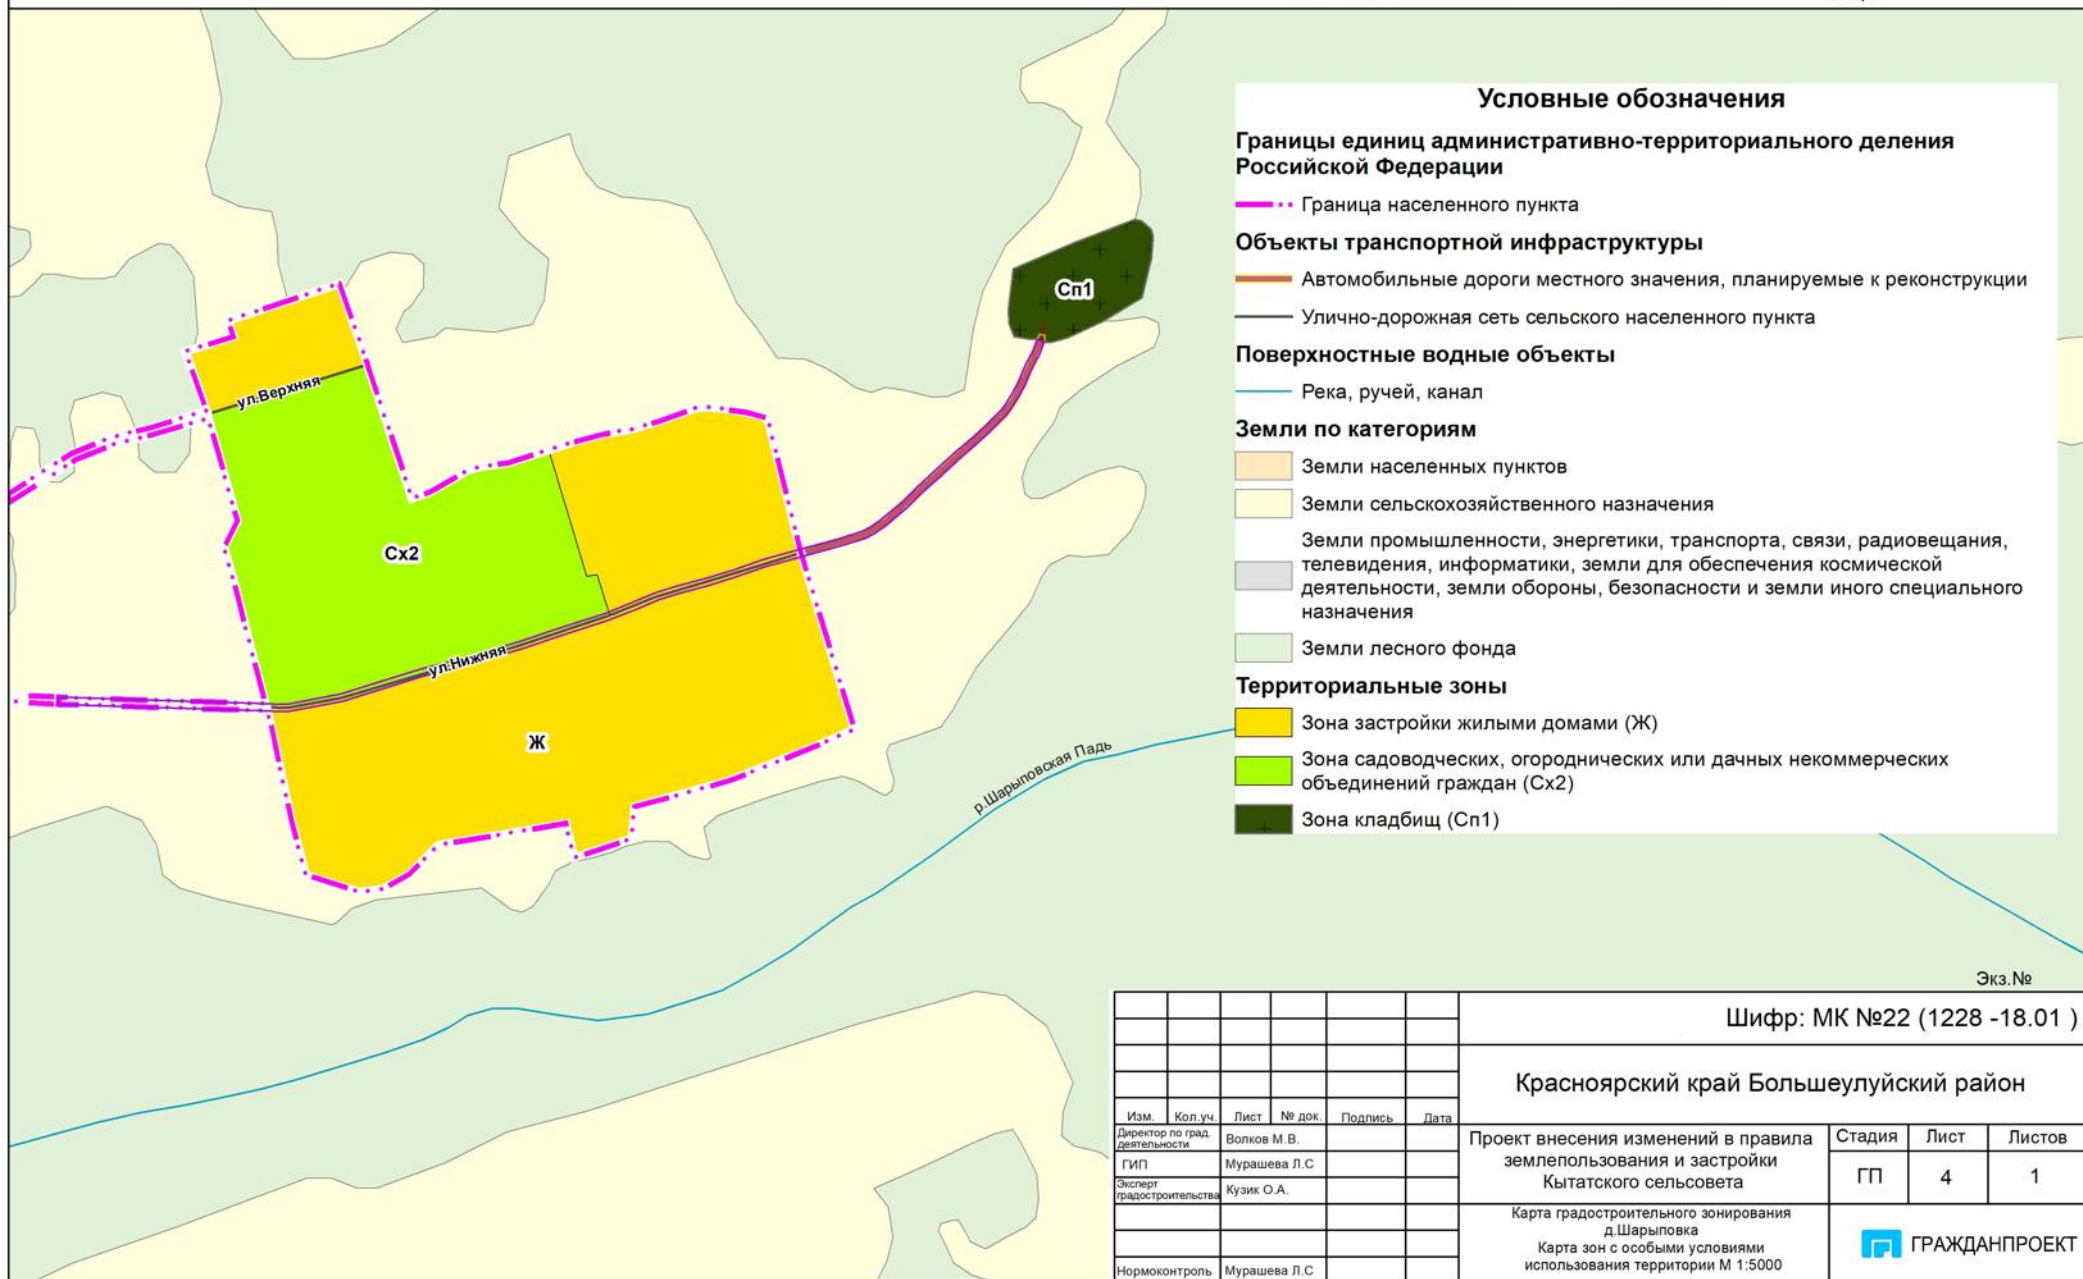 Условные обозначения
Границы единиц административно-территориального деления
Российской Федерации
Граница населенного пункта
Объекты транспортной инфраструктуры
Автомобильные дороги местного значения, планируемые к реконструкции
Улично-дорожная сеть сельского населенного пункта
Поверхностные водные объекты
Река, ручей, канал
Земли по категориям
Земли населенных пунктов
Земли сельскохозяйственного назначения
Земли промышленности, энергетики, транспорта, связи, радиовещания,
телевидения, информатики, земли для обеспечения космической
деятельности, земли обороны, безопасности и земли иного специального
назначения
Земли лесного фонда
Территориальные зоны
Зона застройки жилыми домами (Ж)
Зона садоводческих, огороднических или дачных некоммерческих
объединений граждан (Сх2)
Зона кладбищ (Сп1)
Сп1
ул.Верхняя
Сх2
ул.Нижняя
Ж
р.Шарыповская Падь
Экз.№
Шифр: МК №22 (1228 -18.01 )
Красноярский край Большеулуйский район
Изм. Кол.уч. Лист № док. Подпись Дата
Директор по град.
деятельности Волков М.В.
ГИП Мурашева Л.С
Эксперт
градостроительства Кузик О.А.
Нормоконтроль Мурашева Л.С
Проект внесения изменений в правила
землепользования и застройки
Кытатского сельсовета
Стадия Лист Листов
ГП 4 1
Карта градостроительного зонирования
д.Шарыповка
Карта зон с особыми условиями
использования территории М 1:5000
ГРАЖДАНПРОЕКТ